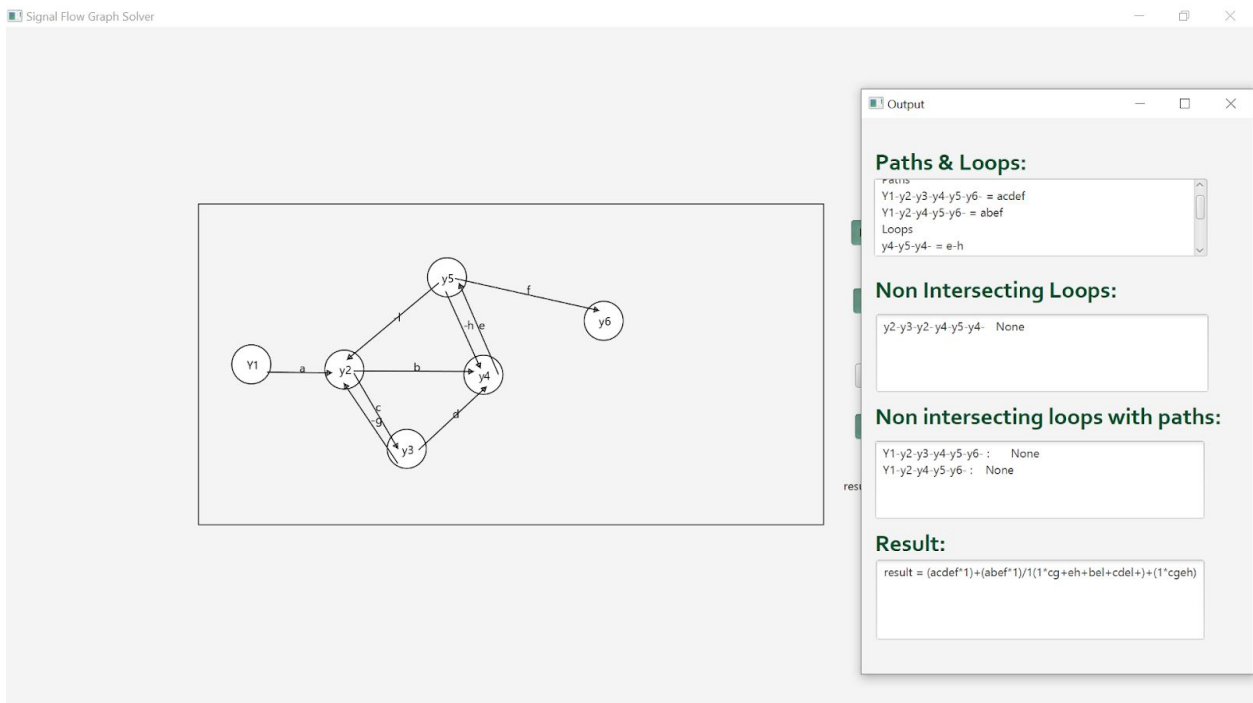 Signal Flow Graph Solver
Output
Paths & Loops:
Paths
Y1-y2-y3-y4-y5-y6- = acdef
Y1-y2-y4-y5-y6- = abef
Loops
y4-y5-y4- = e-h
Non Intersecting Loops:
y2-y3-y2-y4-y5-y4- None
Non intersecting loops with paths:
Y1-y2-y3-y4-y5-y6- : None
Y1-y2-y4-y5-y6- : None
Result:
result = (acdef*1)+(abef*1)/1(1*cg+eh+bel+cdel+)+(1*cgeh)
y5
f
-l
-h e
y6
Y1
a
y2
b
y4
c
-g
d
y3